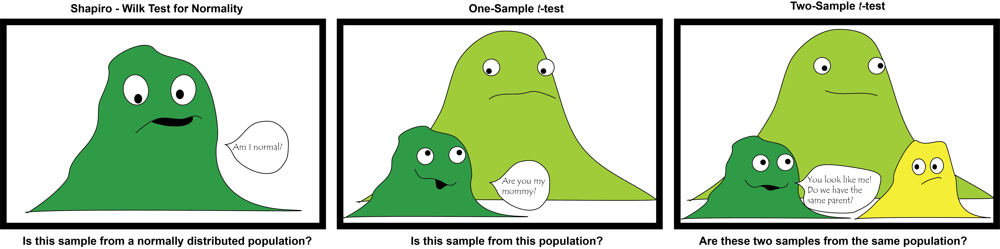 Shapiro - Wilk Test for Normality
Am I normal?
Is this sample from a normally distributed population?
One-Sample t-test
Are you my
mommy?
Is this sample from this population?
Two-Sample t-test
You look like me!
Do we have the
same parent?
Are these two samples from the same population?